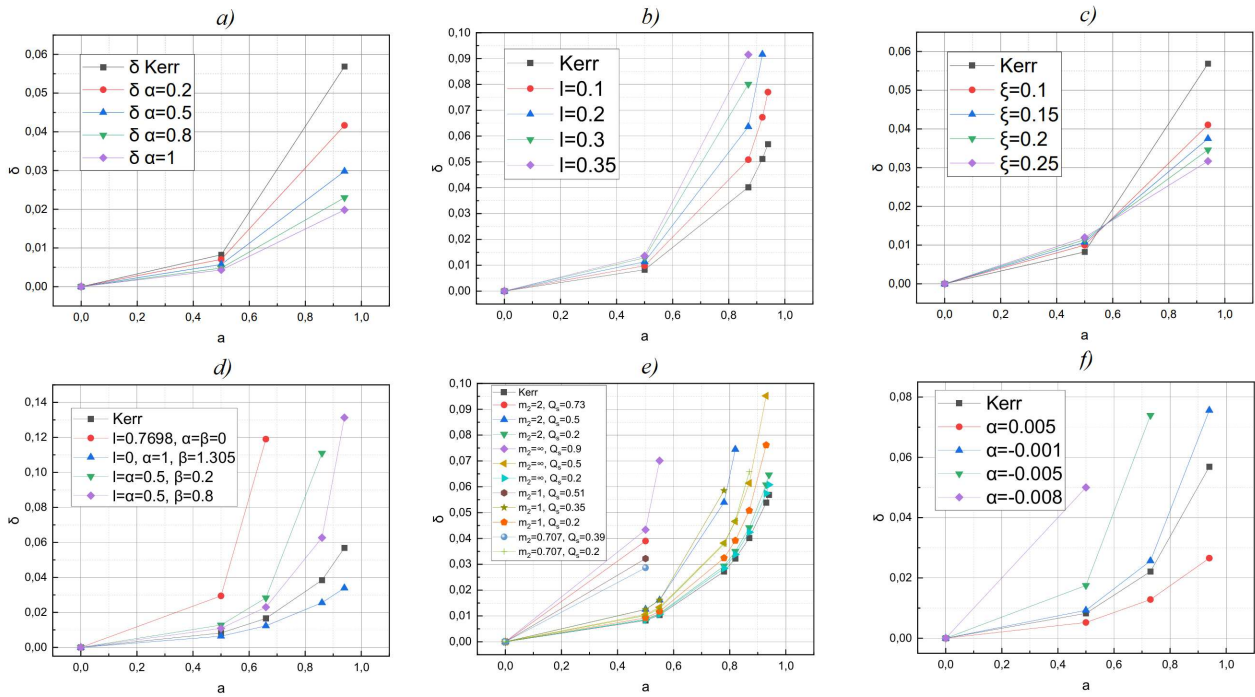 a)
0,06
0,05
0,04
0,03
0,02
0,01
0,00
δ
δ Kerr
δ α=0.2
δ α=0.5
δ α=0.8
δ α=1
0,0 0,2 0,4 0,6 0,8 1,0
a
b)
0,10
0,09
0,08
0,07
0,06
0,05
0,04
0,03
0,02
0,01
0,00
δ
Kerr
l=0.1
l=0.2
l=0.3
l=0.35
0,0 0,2 0,4 0,6 0,8 1,0
a
c)
0,06
0,05
0,04
0,03
0,02
0,01
0,00
δ
Kerr
ξ=0.1
ξ=0.15
ξ=0.2
ξ=0.25
0,0 0,2 0,4 0,6 0,8 1,0
a
d)
0,14
0,12
0,10
0,08
0,06
0,04
0,02
0,00
δ
Kerr
l=0.7698, α=β=0
l=0, α=1, β=1.305
l=α=0.5, β=0.2
l=α=0.5, β=0.8
0,0 0,2 0,4 0,6 0,8 1,0
a
e)
0,10
0,09
0,08
0,07
0,06
0,05
0,04
0,03
0,02
0,01
0,00
δ
Kerr
m₂=2, Qₛ=0.73
m₂=2, Qₛ=0.5
m₂=2, Qₛ=0.2
m₂=∞, Qₛ=0.9
m₂=∞, Qₛ=0.5
m₂=∞, Qₛ=0.2
m₂=1, Qₛ=0.51
m₂=1, Qₛ=0.35
m₂=1, Qₛ=0.2
m₂=0.707, Qₛ=0.39
m₂=0.707, Qₛ=0.2
0,0 0,2 0,4 0,6 0,8 1,0
a
f)
0,08
0,06
0,04
0,02
0,00
δ
Kerr
α=0.005
α=-0.001
α=-0.005
α=-0.008
0,0 0,2 0,4 0,6 0,8 1,0
a